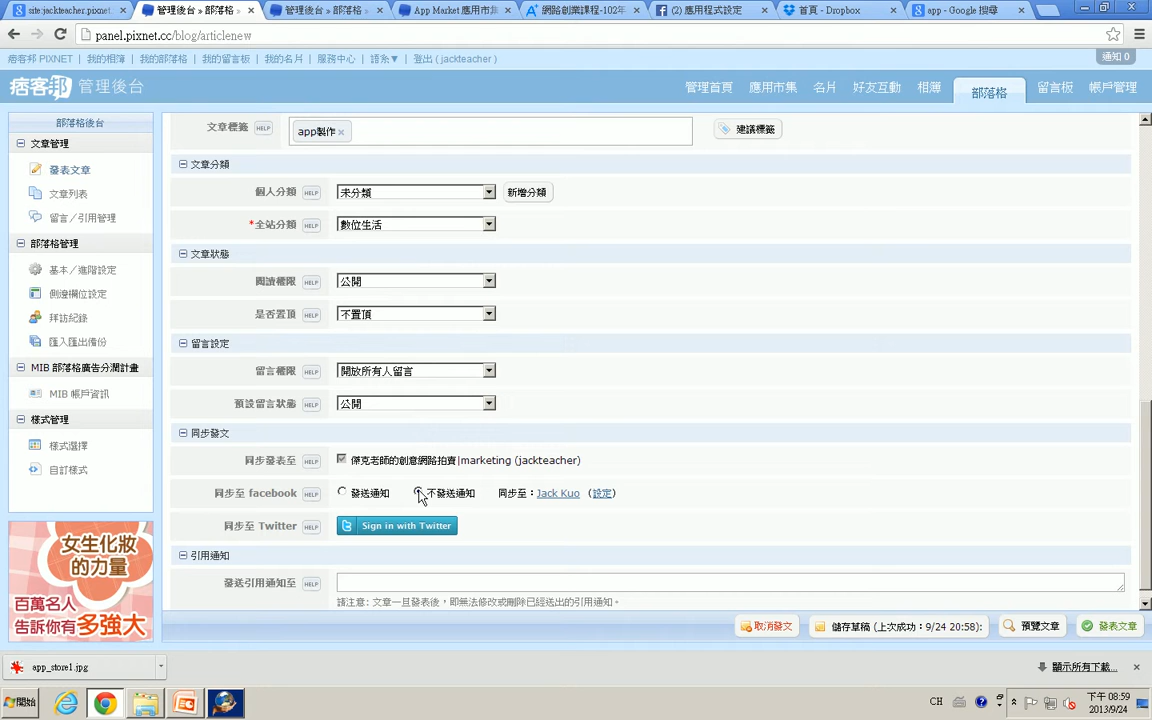 site:jackteacher.pixnet.
管理後台 » 部落格 »
管理後台 » 部落格 »
App Market 應用市集
網路創業課程-102年
(2) 應用程式設定
首頁 - Dropbox
app - Google 搜尋
panel.pixnet.cc/blog/articlenew
痞客邦 PIXNET | 我的相簿 | 我的部落格 | 我的留言板 | 我的名片 | 服務中心 | 語系▼ | 登出 ( jackteacher )
通知 0
痞客邦 管理後台
管理首頁 應用市集 名片 好友互動 相簿 部落格 留言板 帳戶管理
部落格後台
文章管理
發表文章
文章列表
留言／引用管理
部落格管理
基本／進階設定
側邊欄位設定
拜訪紀錄
匯入匯出備份
MIB 部落格廣告分潤計畫
MIB 帳戶資訊
樣式管理
樣式選擇
自訂樣式
女生化妝
的力量
百萬名人
告訴你有多強大
文章標籤 HELP app製作 × 建議標籤
文章分類
個人分類 HELP 未分類 新增分類
*全站分類 HELP 數位生活
文章狀態
閱讀權限 HELP 公開
是否置頂 HELP 不置頂
留言設定
留言權限 HELP 開放所有人留言
預設留言狀態 HELP 公開
同步發文
同步發表至 HELP 傑克老師的創意網路拍賣|marketing (jackteacher)
同步至 facebook HELP 發送通知 不發送通知 同步至：Jack Kuo （設定）
同步至 Twitter HELP Sign in with Twitter
引用通知
發送引用通知至 HELP
請注意: 文章一旦發表後，即無法修改或刪除已經送出的引用通知。
取消發文 儲存草稿 (上次成功：9/24 20:58): 預覽文章 發表文章
app_store1.jpg
顯示所有下載...
開始
CH
下午 08:59
2013/9/24